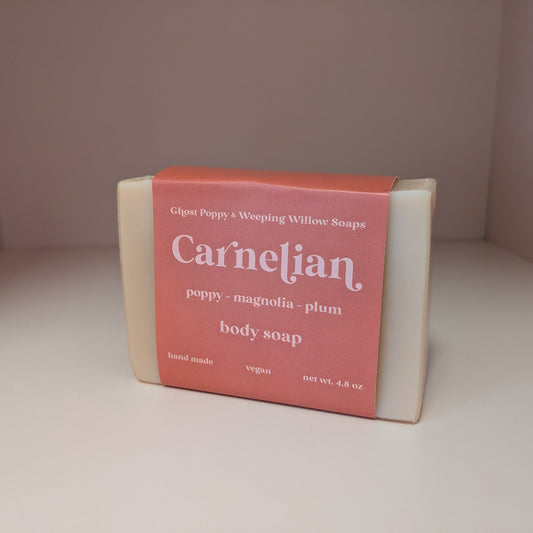 Ghost Poppy & Weeping Willow Soaps
Carnelian
poppy - magnolia - plum
body soap
hand made vegan net wt. 4.8 oz